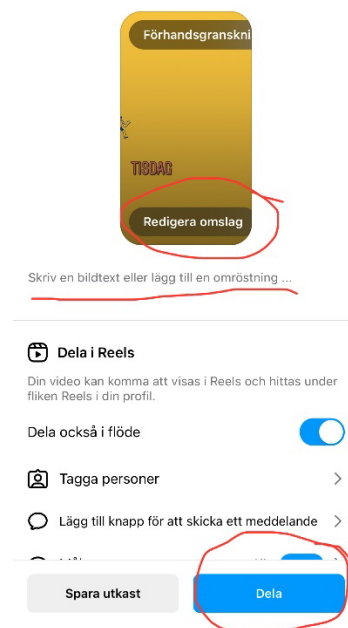 Förhandsgranskni
TISDAG
Redigera omslag
Skriv en bildtext eller lägg till en omröstning ...
Dela i Reels
Din video kan komma att visas i Reels och hittas under
fliken Reels i din profil.
Dela också i flöde
Tagga personer
Lägg till knapp för att skicka ett meddelande
Spara utkast
Dela